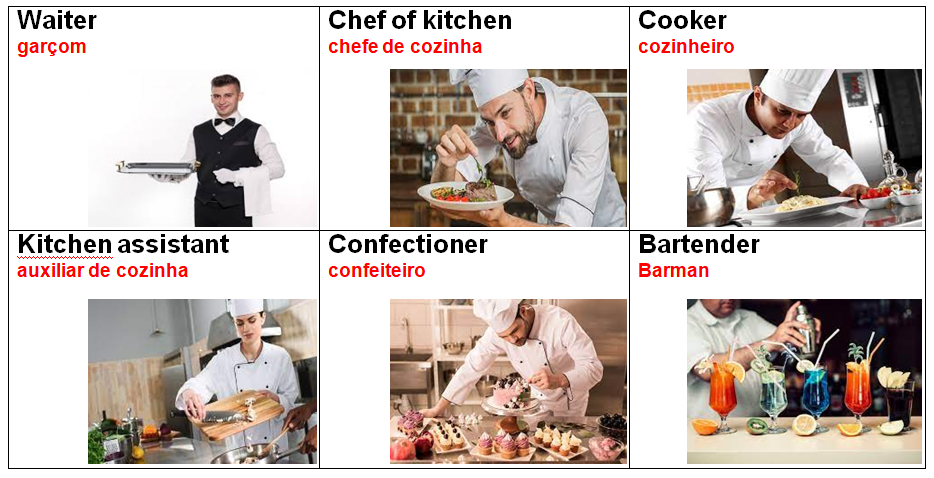 Waiter
garçom
Chef of kitchen
chefe de cozinha
Cooker
cozinheiro
Kitchen assistant
auxiliar de cozinha
Confectioner
confeiteiro
Bartender
Barman